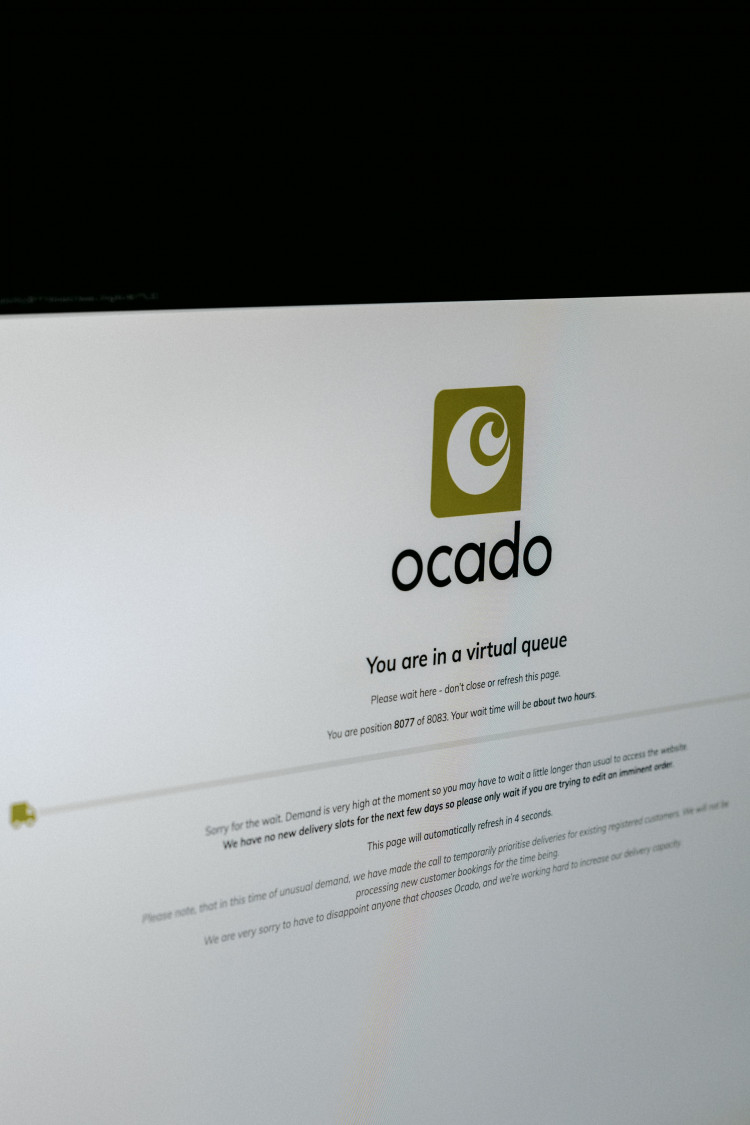 ocado
You are in a virtual queue
Please wait here - don't close or refresh this page.
You are position 8077 of 8083. Your wait time will be about two hours.
Sorry for the wait. Demand is very high at the moment so you may have to wait a little longer than usual to access the website.
We have no new delivery slots for the next few days so please only wait if you are trying to edit an imminent order.
This page will automatically refresh in 4 seconds.
Please note, that in this time of unusual demand, we have made the call to temporarily prioritise deliveries for existing registered customers. We will not be
processing new customer bookings for the time being.
We are very sorry to have to disappoint anyone that chooses Ocado, and we're working hard to increase our delivery capacity.